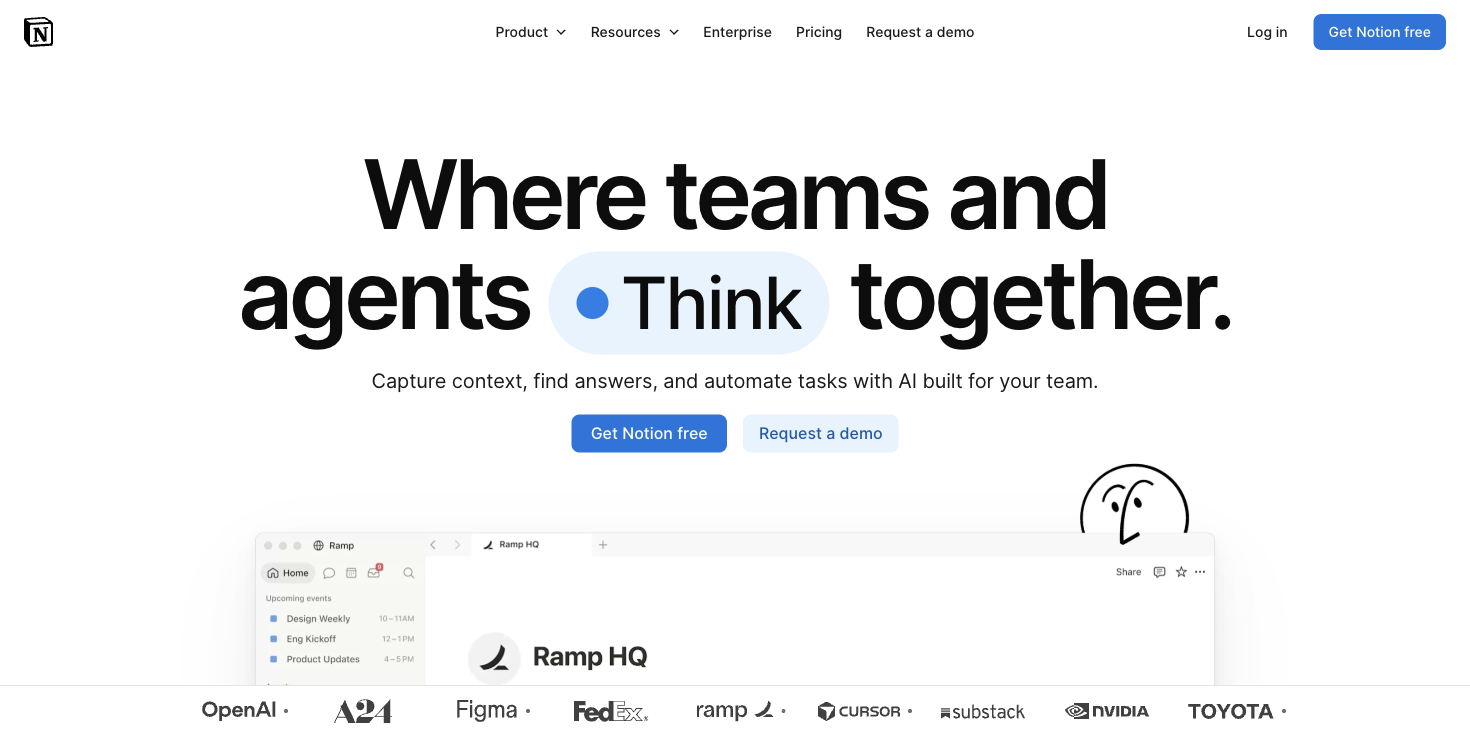 N
Product Resources Enterprise Pricing Request a demo Log in Get Notion free
Where teams and
agents Think together.
Capture context, find answers, and automate tasks with AI built for your team.
Get Notion free Request a demo
Ramp Ramp HQ
Home
Share
Upcoming events
Design Weekly 10–11AM
Eng Kickoff 12–1PM
Product Updates 4–5PM
Ramp HQ
OpenAI A24 Figma FedEx ramp CURSOR substack NVIDIA TOYOTA